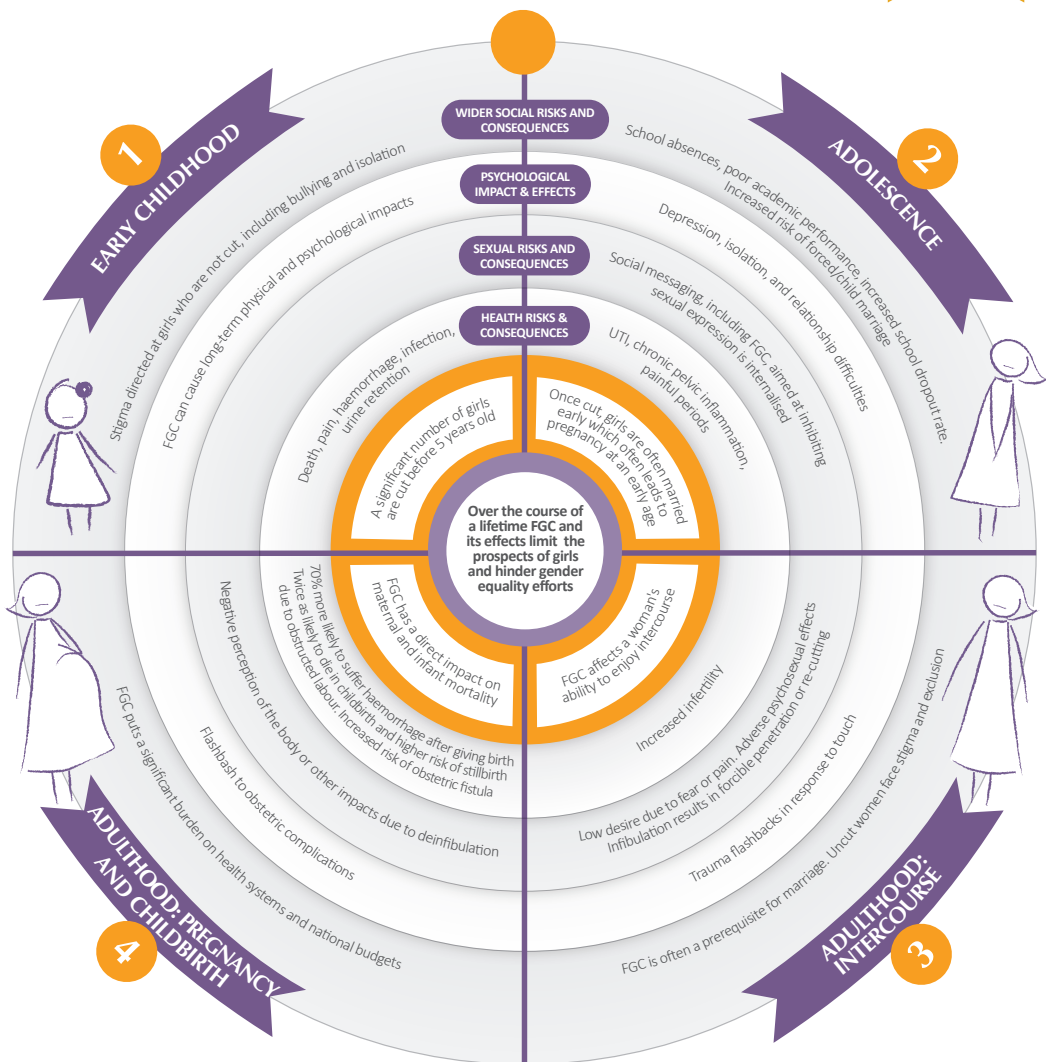 WIDER SOCIAL RISKS AND
CONSEQUENCES
PSYCHOLOGICAL
IMPACT & EFFECTS
SEXUAL RISKS AND
CONSEQUENCES
HEALTH RISKS &
CONSEQUENCES
1
EARLY CHILDHOOD
Stigma directed at girls who are not cut, including bullying and isolation
FGC can cause long-term physical and psychological impacts
Death, pain, haemorrhage, infection,
urine retention
A significant number of girls
are cut before 5 years old
2
ADOLESCENCE
School absences, poor academic performance, increased school dropout rate.
Increased risk of forced/child marriage
Depression, isolation, and relationship difficulties
Social messaging, including FGC, aimed at inhibiting
sexual expression is internalised
UTI, chronic pelvic inflammation,
painful periods
Once cut, girls are often married
early which often leads to
pregnancy at an early age
Over the course of
a lifetime FGC and
its effects limit the
prospects of girls
and hinder gender
equality efforts
3
ADULTHOOD:
INTERCOURSE
FGC affects a woman's
ability to enjoy intercourse
Increased infertility
Low desire due to fear or pain. Adverse psychosexual effects
Infibulation results in forcible penetration or re-cutting
Trauma flashbacks in response to touch
FGC is often a prerequisite for marriage. Uncut women face stigma and exclusion
4
ADULTHOOD: PREGNANCY
AND CHILDBIRTH
FGC has a direct impact on
maternal and infant mortality
70% more likely to suffer haemorrhage after giving birth
Twice as likely to die in childbirth and higher risk of stillbirth
due to obstructed labour. Increased risk of obstetric fistula
Negative perception of the body or other impacts due to deinfibulation
Flashbash to obstetric complications
FGC puts a significant burden on health systems and national budgets